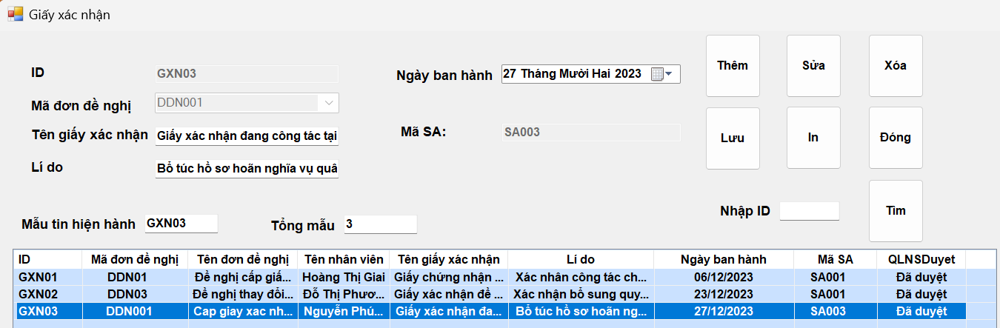 Giấy xác nhận
ID GXN03
Ngày ban hành 27 Tháng Mười Hai 2023
Thêm Sửa Xóa
Mã đơn đề nghị DDN001
Tên giấy xác nhận Giấy xác nhận đang công tác tại
Mã SA: SA003
Lưu In Đóng
Lí do Bổ túc hồ sơ hoãn nghĩa vụ quâ
Nhập ID Tìm
Mẫu tin hiện hành GXN03 Tổng mẫu 3
ID Mã đơn đề nghị Tên đơn đề nghị Tên nhân viên Tên giấy xác nhận Lí do Ngày ban hành Mã SA QLNSDuyet
GXN01 DDN01 Đề nghị cấp giấ... Hoàng Thị Giai Giấy chứng nhận ... Xác nhân công tác ch... 06/12/2023 SA001 Đã duyệt
GXN02 DDN03 Đề nghị thay đổi... Đỗ Thị Phươ... Giấy xác nhận để ... Xác nhận bổ sung quy... 23/12/2023 SA001 Đã duyệt
GXN03 DDN001 Cap giay xac nh... Nguyễn Phú... Giấy xác nhận đa... Bổ túc hồ sơ hoãn ng... 27/12/2023 SA003 Đã duyệt